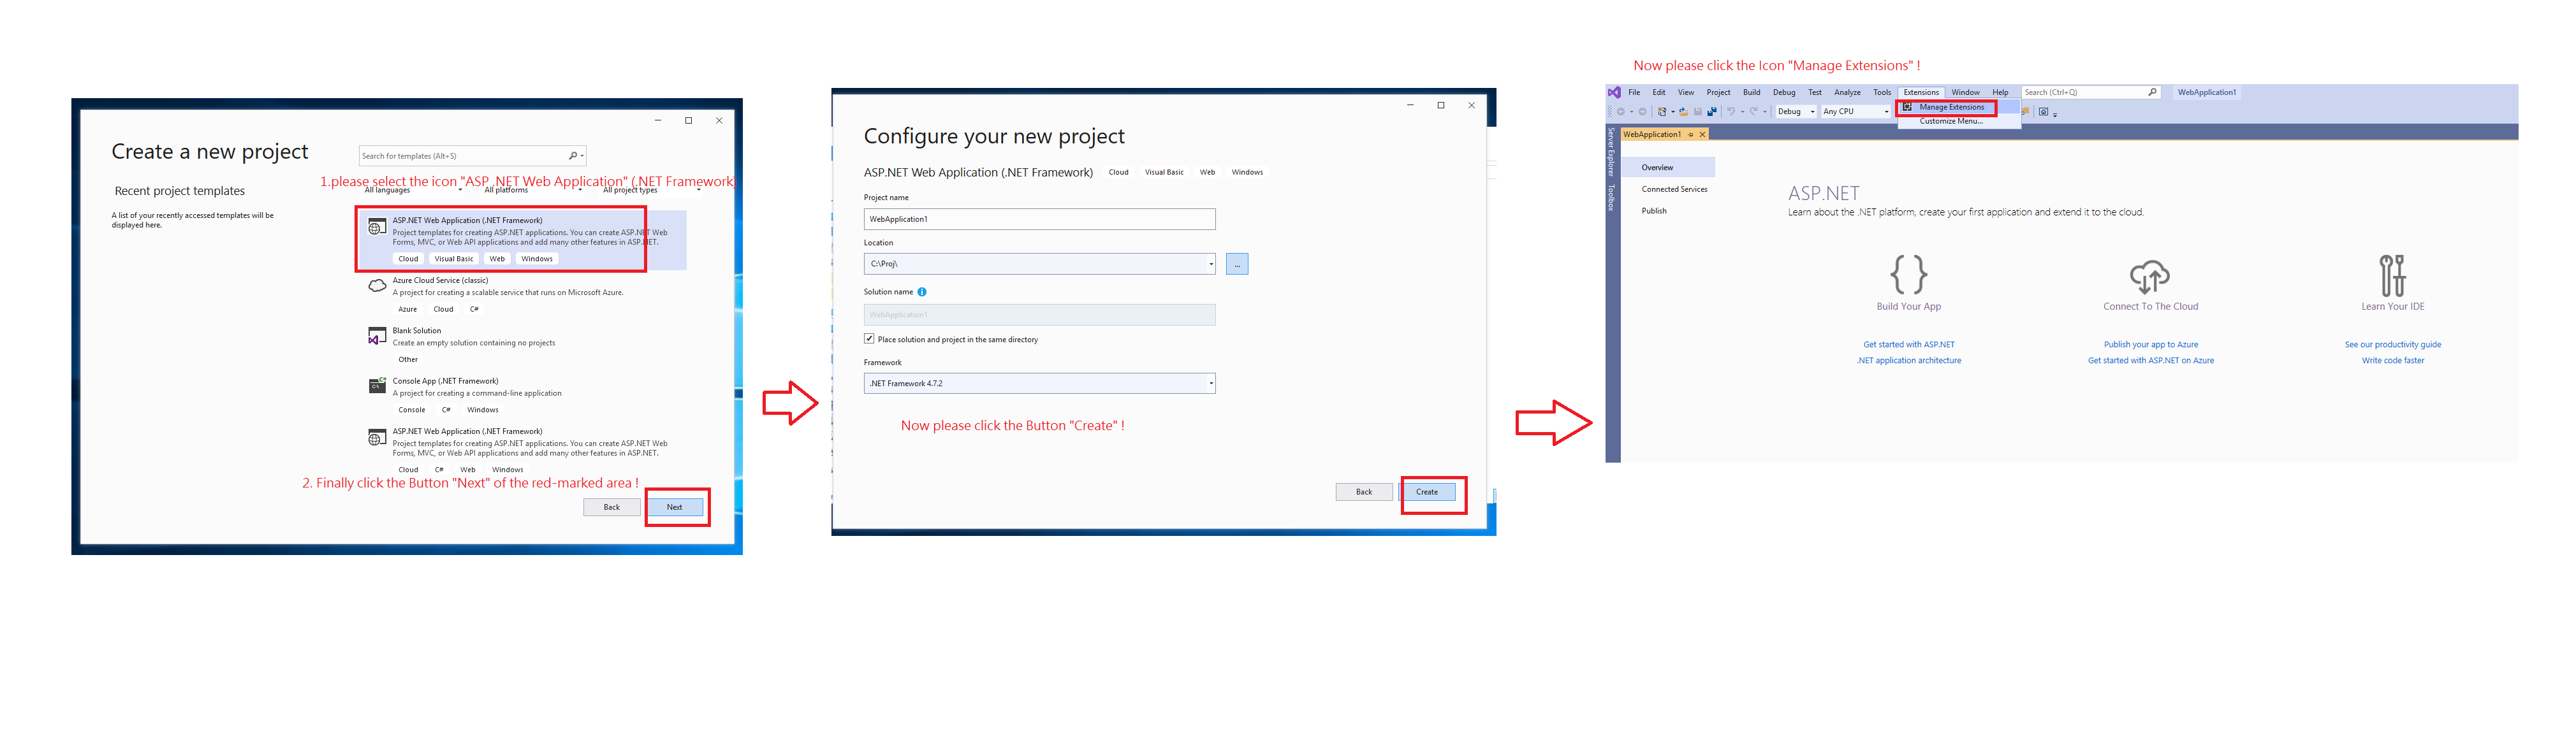 Create a new project
Search for templates (Alt+S)
Recent project templates
1.please select the icon "ASP .NET Web Application" (.NET Framework)
All languages
All platforms
All project types
A list of your recently accessed templates will be
displayed here.
ASP.NET Web Application (.NET Framework)
Project templates for creating ASP.NET applications. You can create ASP.NET Web
Forms, MVC, or Web API applications and add many other features in ASP.NET.
Cloud Visual Basic Web Windows
Azure Cloud Service (classic)
A project for creating a scalable service that runs on Microsoft Azure.
Azure Cloud C#
Blank Solution
Create an empty solution containing no projects
Other
Console App (.NET Framework)
A project for creating a command-line application
Console C# Windows
ASP.NET Web Application (.NET Framework)
Project templates for creating ASP.NET applications. You can create ASP.NET Web
Forms, MVC, or Web API applications and add many other features in ASP.NET.
Cloud C# Web Windows
2. Finally click the Button "Next" of the red-marked area !
Back Next
Configure your new project
ASP.NET Web Application (.NET Framework) Cloud Visual Basic Web Windows
Project name
WebApplication1
Location
C:\Proj\
...
Solution name
WebApplication1
Place solution and project in the same directory
Framework
.NET Framework 4.7.2
Now please click the Button "Create" !
Back Create
Now please click the Icon "Manage Extensions" !
File Edit View Project Build Debug Test Analyze Tools Extensions Window Help Search (Ctrl+Q) WebApplication1
Debug Any CPU
Manage Extensions
Customize Menu...
Server Explorer
Toolbox
WebApplication1
Overview
Connected Services
Publish
ASP.NET
Learn about the .NET platform, create your first application and extend it to the cloud.
Build Your App
Get started with ASP.NET
.NET application architecture
Connect To The Cloud
Publish your app to Azure
Get started with ASP.NET on Azure
Learn Your IDE
See our productivity guide
Write code faster